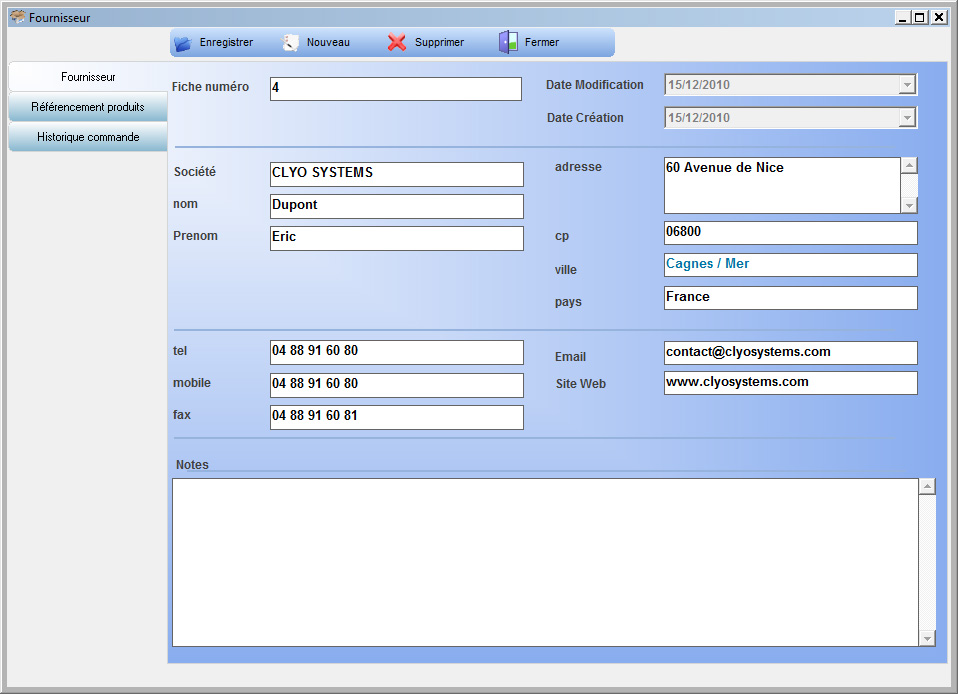 Fournisseur
Enregistrer Nouveau Supprimer Fermer
Fournisseur
Référencement produits
Historique commande
Fiche numéro 4
Date Modification 15/12/2010
Date Création 15/12/2010
Société CLYO SYSTEMS
nom Dupont
Prenom Eric
adresse 60 Avenue de Nice
cp 06800
ville Cagnes / Mer
pays France
tel 04 88 91 60 80
mobile 04 88 91 60 80
fax 04 88 91 60 81
Email contact@clyosystems.com
Site Web www.clyosystems.com
Notes